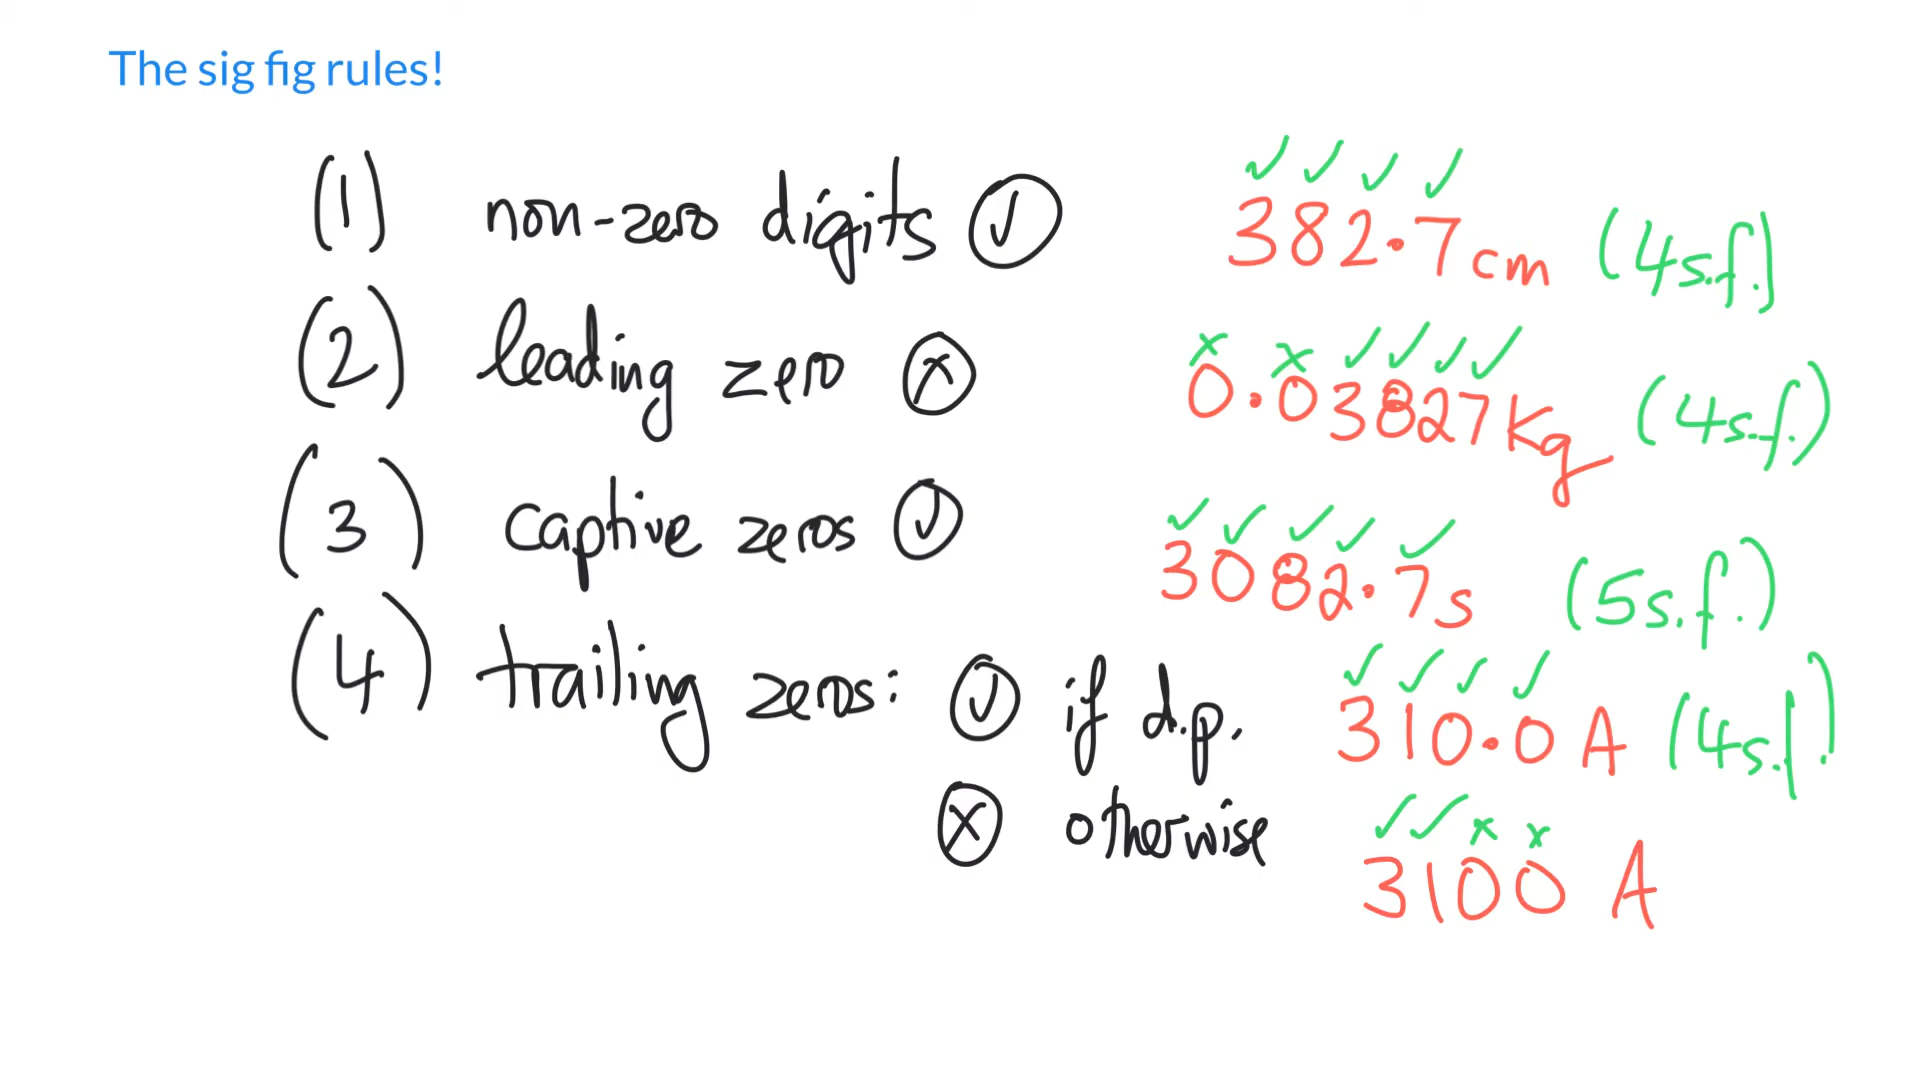 The sig fig rules!
(1) non-zero digits ✓ 382.7 cm (4s.f.)
(2) leading zero x 0.03827 Kg (4s.f.)
(3) captive zeros ✓ 3082.7 s (5s.f.)
(4) trailing zeros: ✓ if d.p. 310.0 A (4s.f.)
x otherwise 3100 A